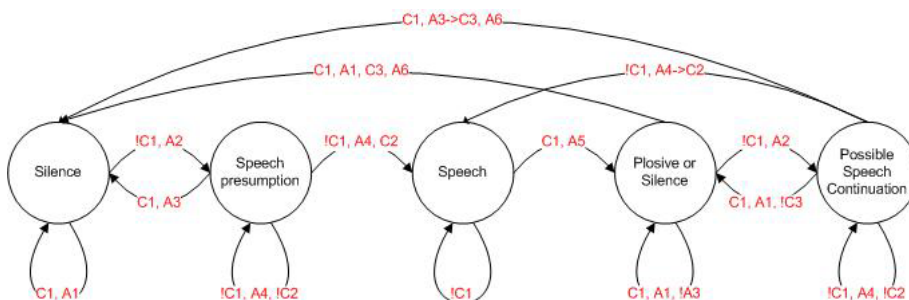 C1, A3->C3, A6
C1, A1, C3, A6
!C1, A4->C2
Silence
!C1, A2
C1, A3
Speech
presumption
!C1, A4, C2
Speech
C1, A5
Plosive or
Silence
!C1, A2
C1, A1, !C3
Possible
Speech
Continuation
C1, A1
!C1, A4, !C2
!C1
C1, A1, !A3
!C1, A4, !C2